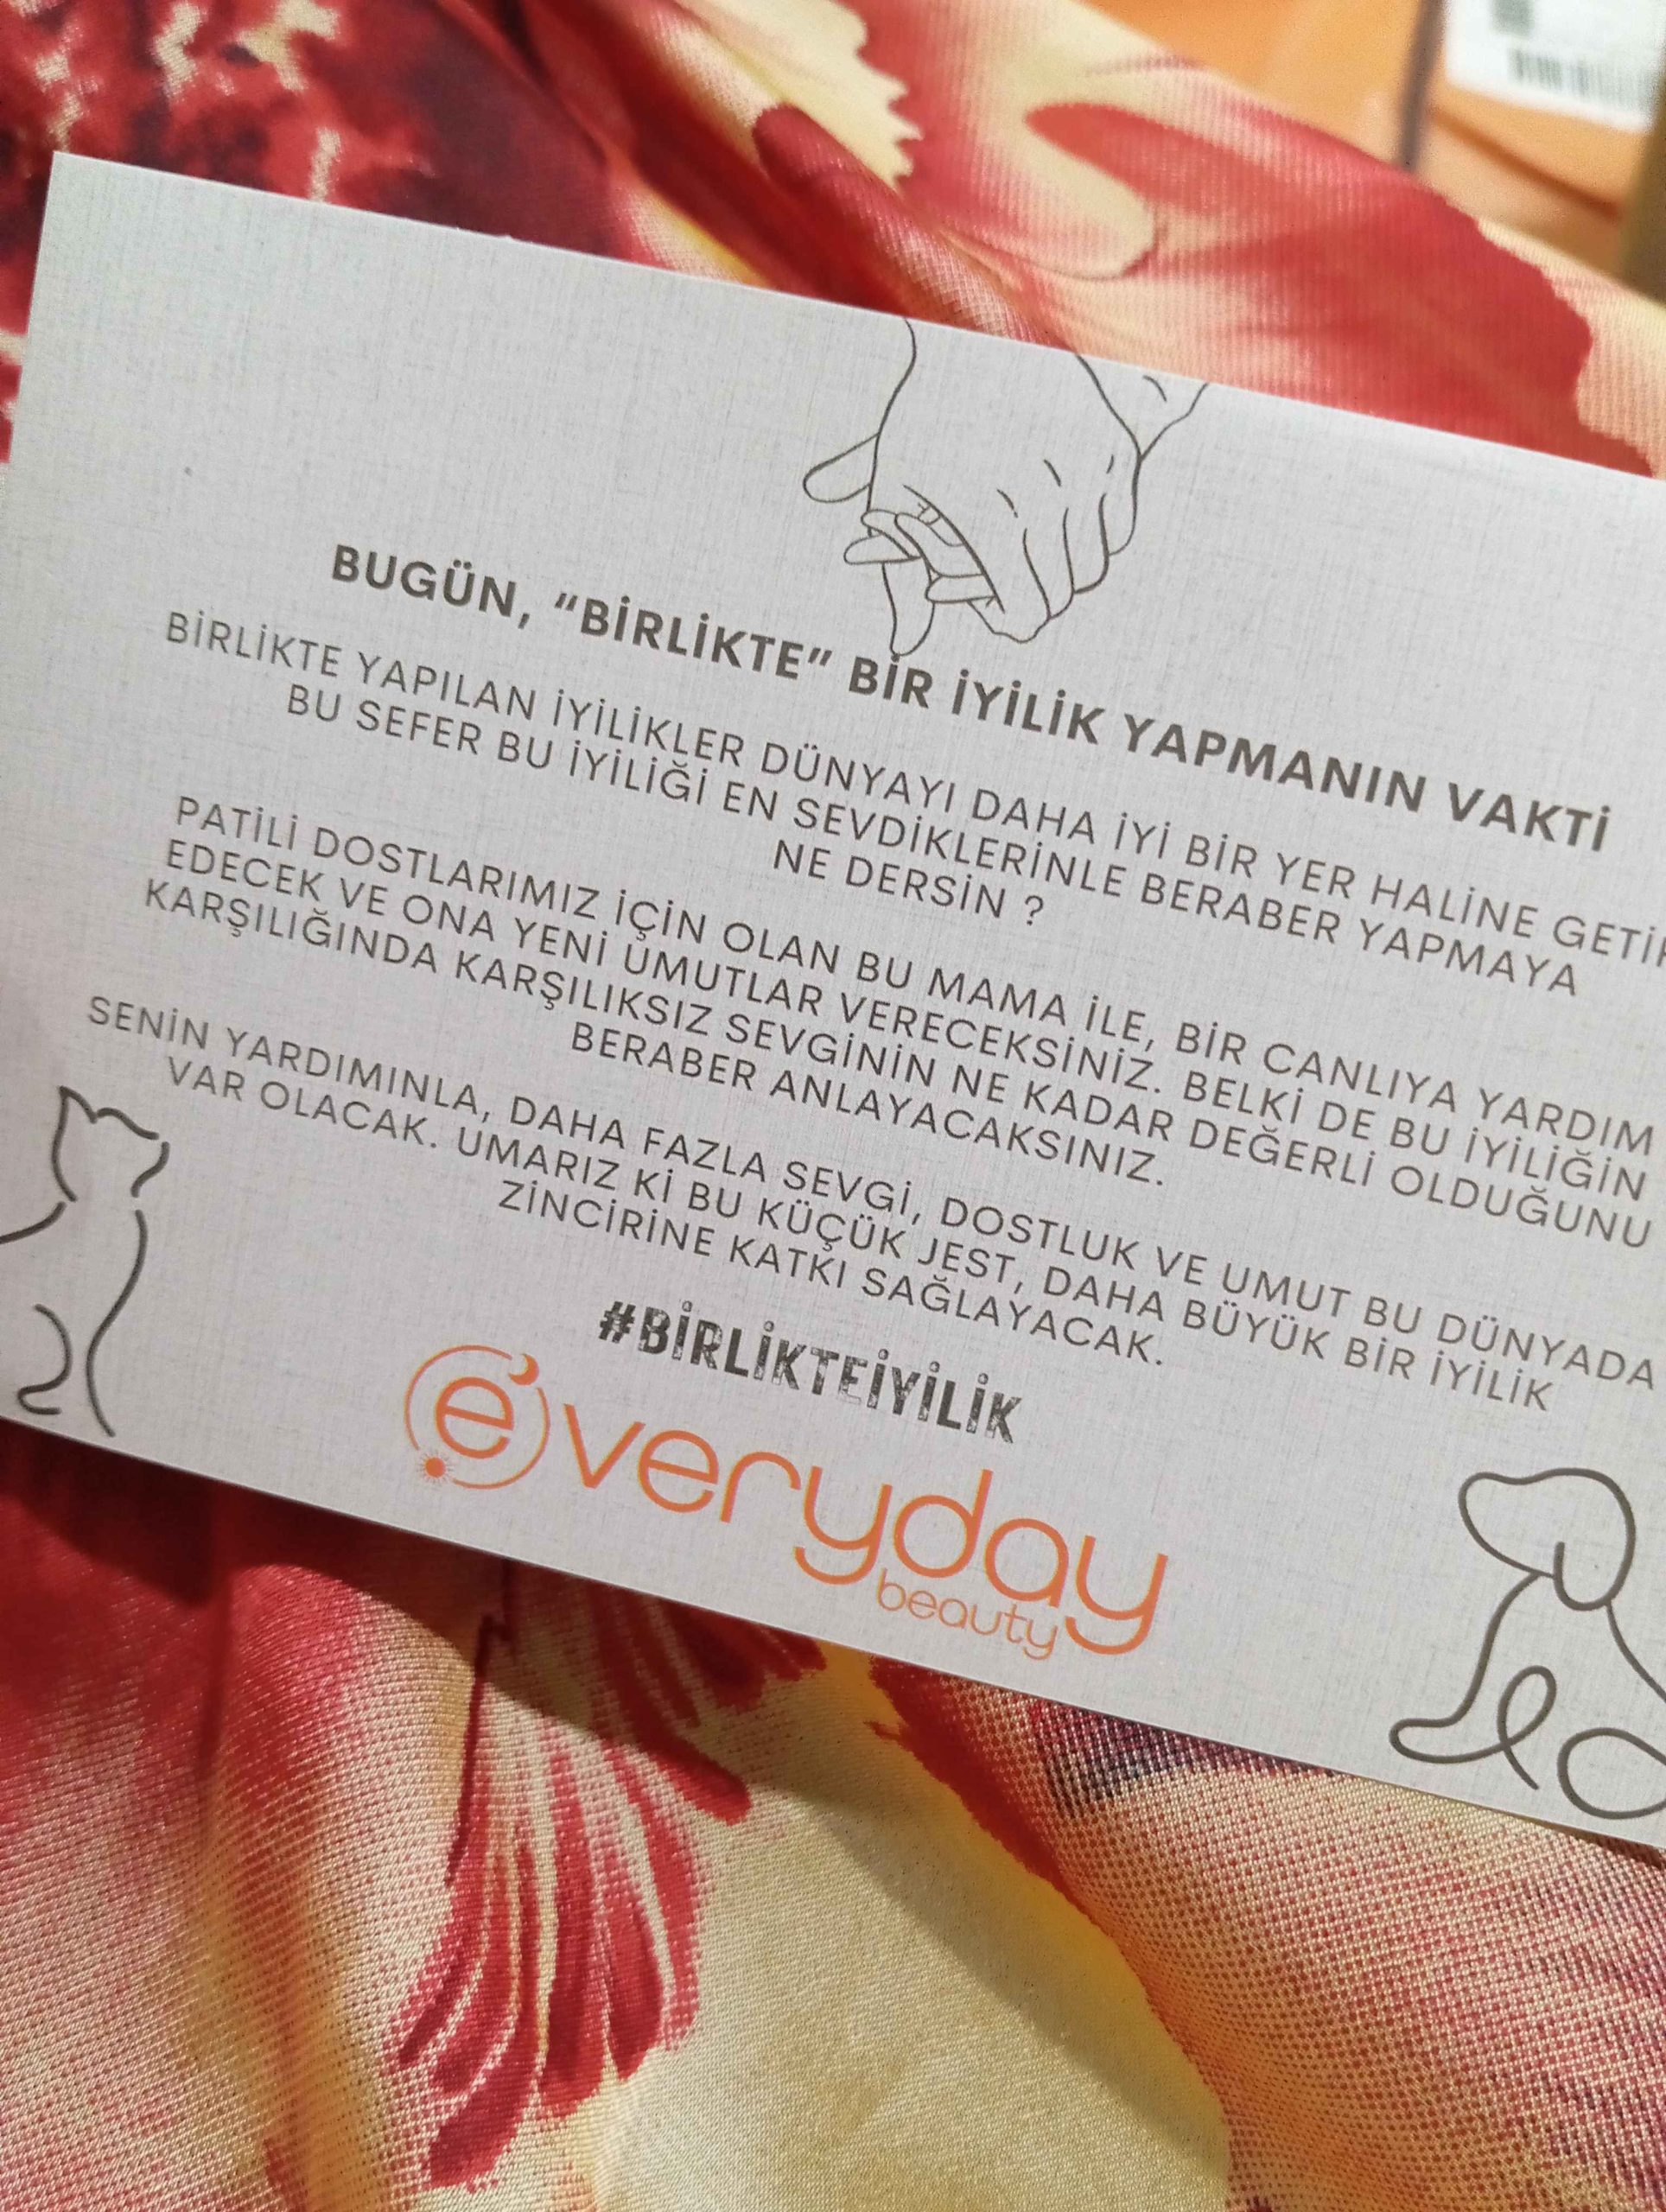 BUGÜN, “BİRLİKTE” BİR İYİLİK YAPMANIN VAKTİ
BİRLİKTE YAPILAN İYİLİKLER DÜNYAYI DAHA İYİ BİR YER HALİNE
BU SEFER BU İYİLİĞİ EN SEVDİKLERİNLE BERABER YAPMAYA
NE DERSİN ?
PATİLİ DOSTLARIMIZ İÇİN OLAN BU MAMA İLE, BİR CANLIYA YARDIM
EDECEK VE ONA YENİ UMUTLAR VERECEKSİNİZ. BELKİ DE BU İYİLİĞİN
KARŞILIĞINDA KARŞILIKSIZ SEVGİNİN NE KADAR DEĞERLİ OLDUĞUNU
BERABER ANLAYACAKSINIZ.
SENİN YARDIMINLA, DAHA FAZLA SEVGİ, DOSTLUK VE UMUT BU DÜNYADA
VAR OLACAK. UMARIZ Kİ BU KÜÇÜK JEST, DAHA BÜYÜK BİR İYİLİK
ZİNCİRİNE KATKI SAĞLAYACAK.
#BİRLİKTEİYİLİK
everyday
beauty